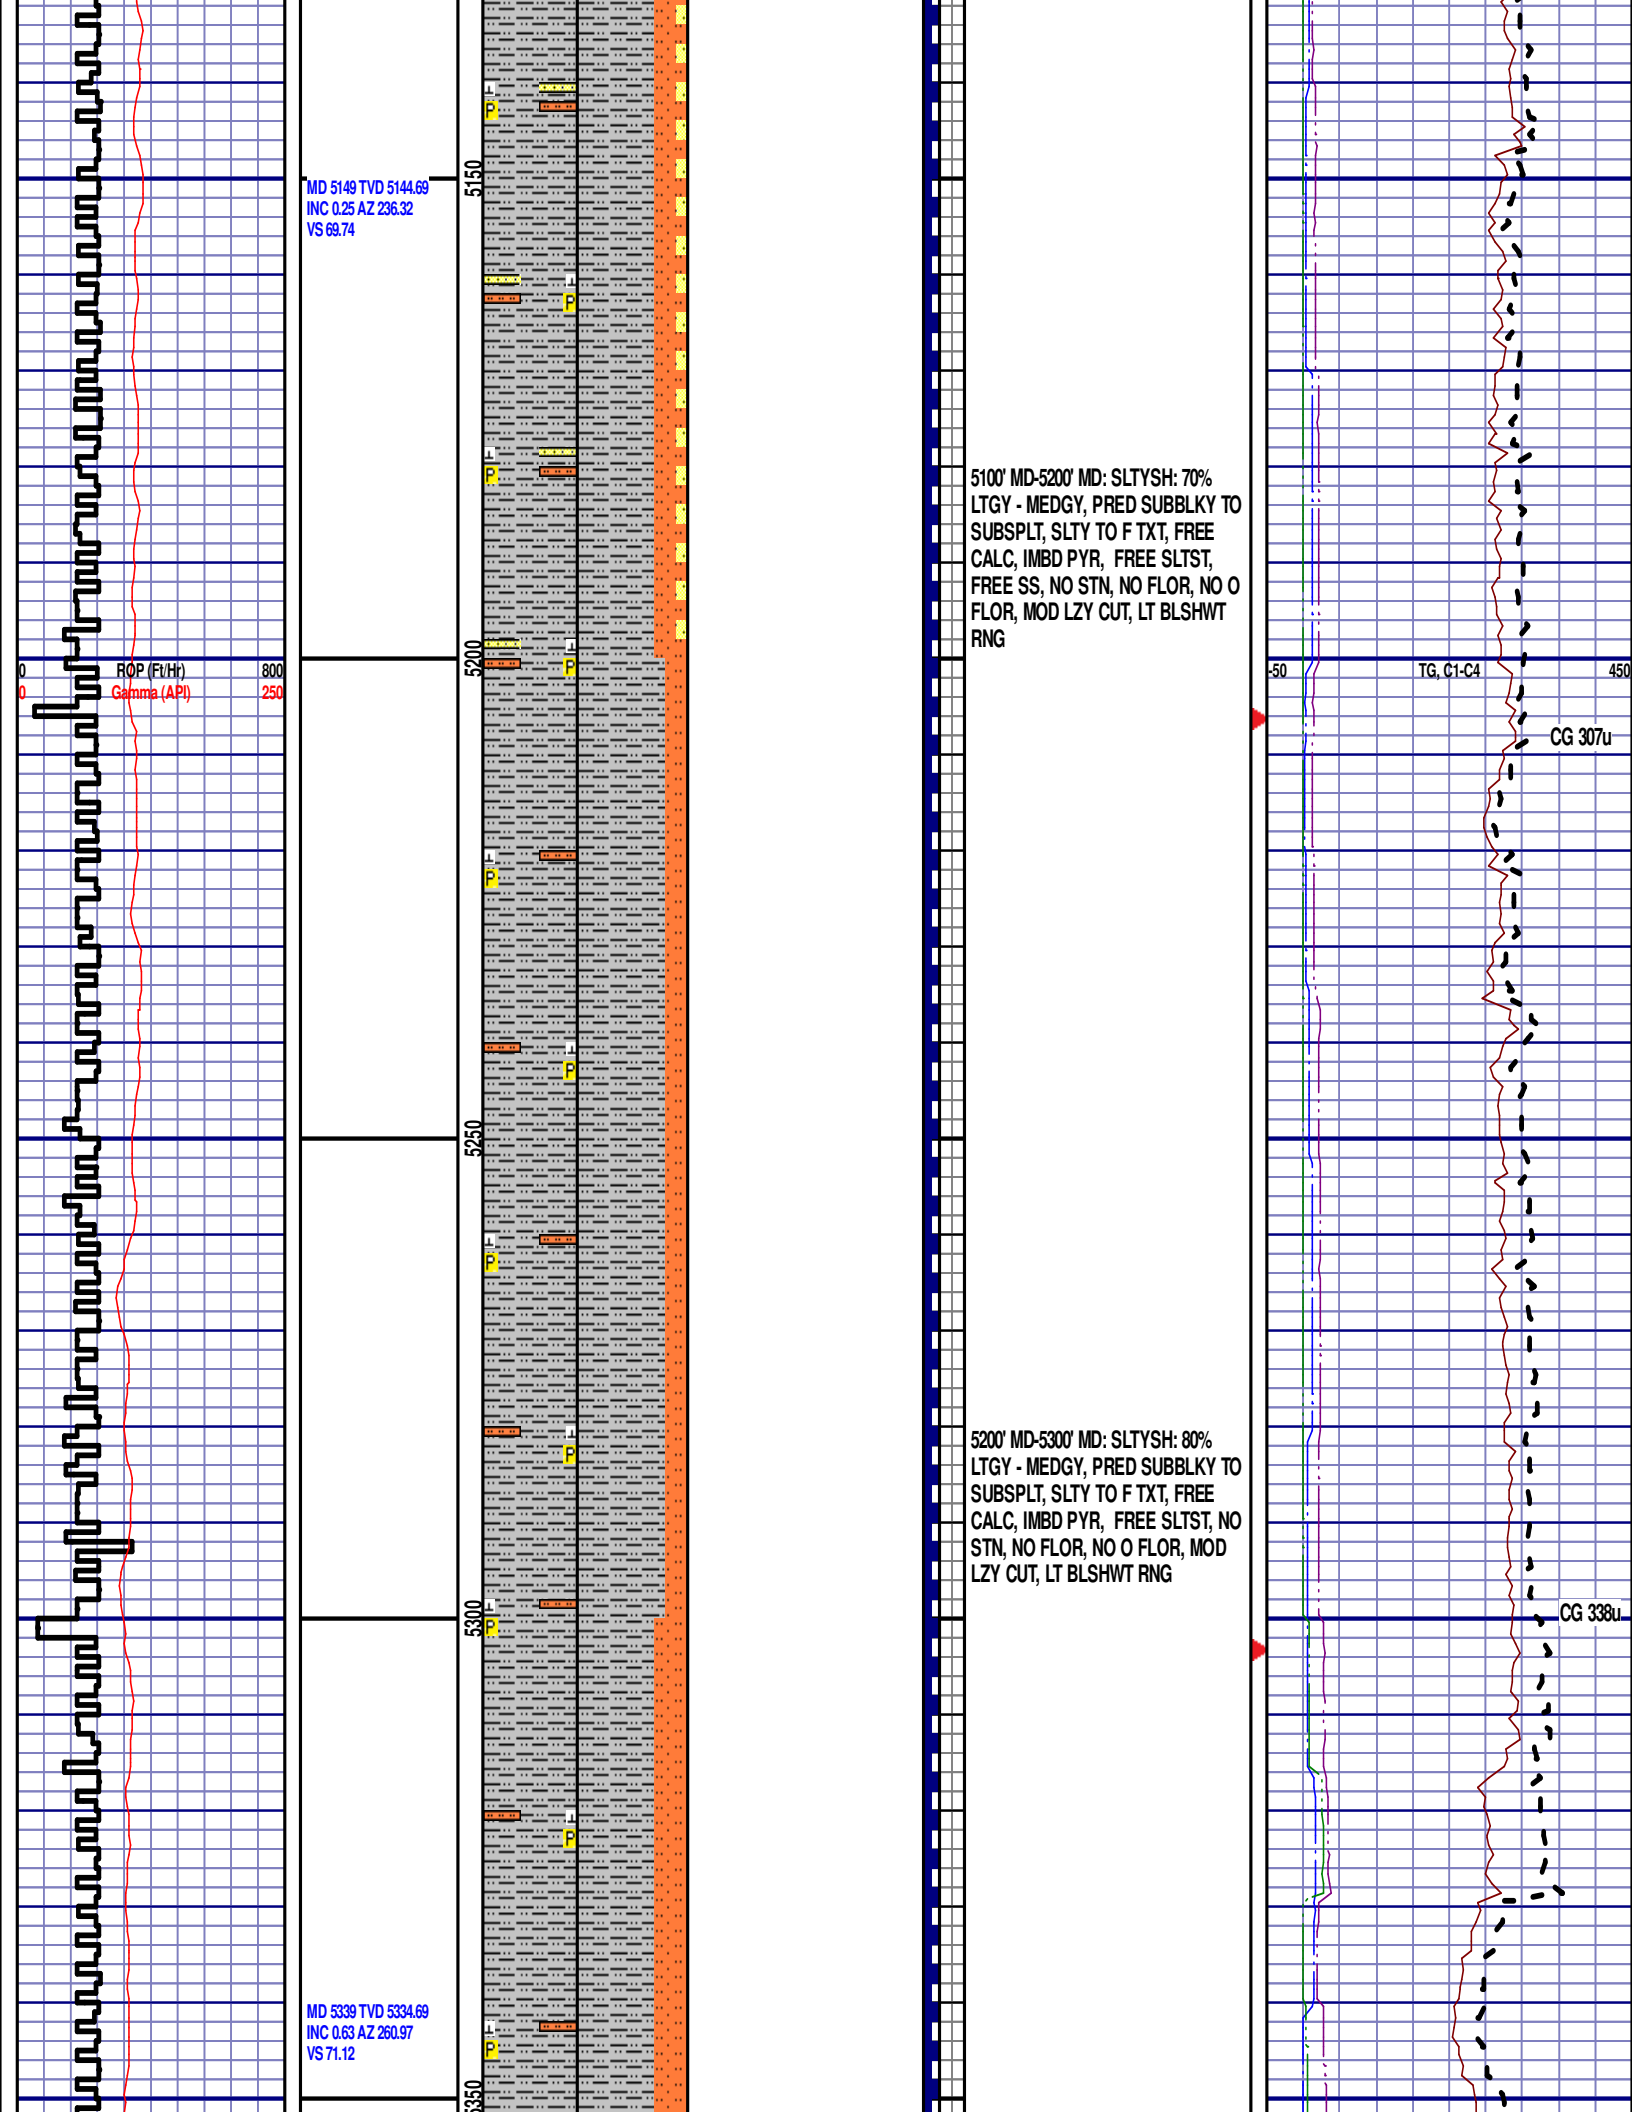 5150
MD 5149 TVD 5144.69
INC 0.25 AZ 236.32
VS 69.74
P
P
P
5100' MD-5200' MD: SLTYSH: 70%
LTGY - MEDGY, PRED SUBBLKY TO
SUBSPLT, SLTY TO F TXT, FREE
CALC, IMBD PYR, FREE SLTST,
FREE SS, NO STN, NO FLOR, NO O
FLOR, MOD LZY CUT, LT BLSHWT
RNG
5200
P
0 ROP (Ft/Hr) 800
0 Gamma (API) 250
-50 TG, C1-C4 450
CG 307u
P
P
5250
P
P
5200' MD-5300' MD: SLTYSH: 80%
LTGY - MEDGY, PRED SUBBLKY TO
SUBSPLT, SLTY TO F TXT, FREE
CALC, IMBD PYR, FREE SLTST, NO
STN, NO FLOR, NO O FLOR, MOD
LZY CUT, LT BLSHWT RNG
5300
P
CG 338u
P
MD 5339 TVD 5334.69
INC 0.63 AZ 260.97
VS 71.12
P
5350